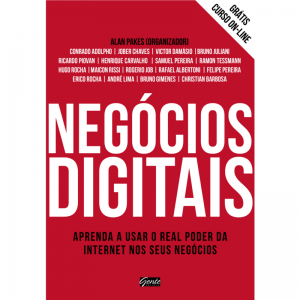 GRÁTIS
CURSO ON-LINE
ALAN PAKES (ORGANIZADOR)
CONRADO ADOLPHO | JOBER CHAVES | VICTOR DAMÁSIO | BRUNO JULIANI
RICARDO PIOVAN | HENRIQUE CARVALHO | SAMUEL PEREIRA | RAMON TESSMANN
HUGO ROCHA | MAICON RISSI | ROGERIO JOB | RAFAEL ALBERTONI | FELIPE PEREIRA
ERICO ROCHA | ANDRÉ LIMA | BRUNO GIMENES | CHRISTIAN BARBOSA
NEGÓCIOS
DIGITAIS
APRENDA A USAR O REAL PODER DA
INTERNET NOS SEUS NEGÓCIOS
Gente